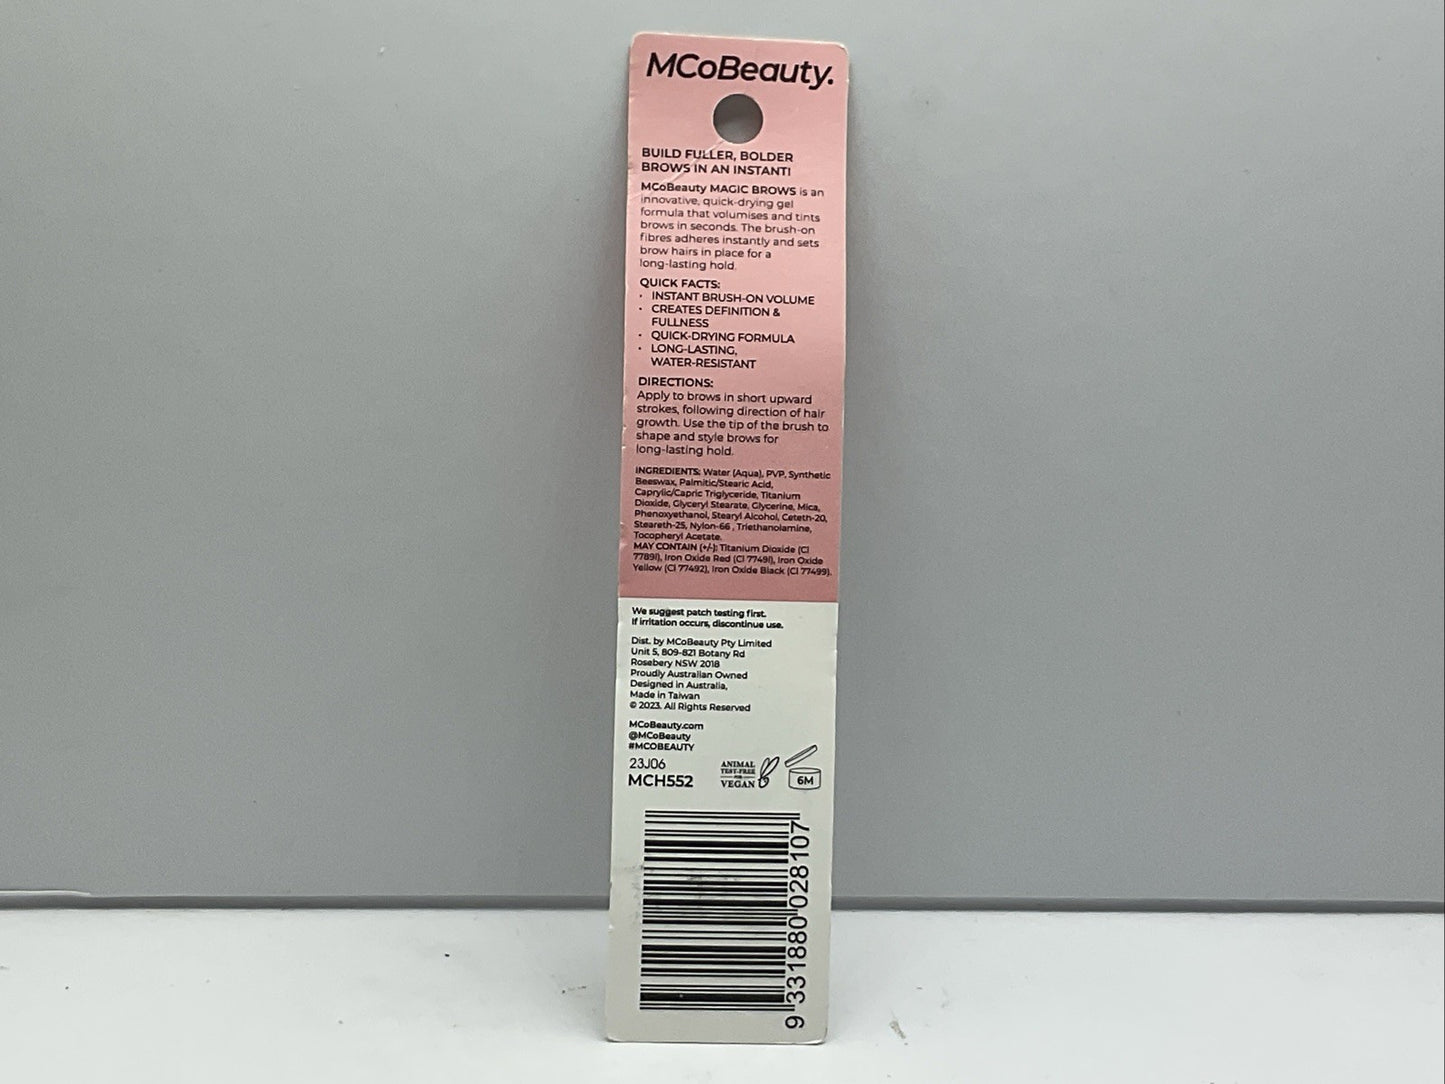 MCoBeauty.
BUILD FULLER, BOLDER
BROWS IN AN INSTANT!
MCoBeauty MAGIC BROWS is an
innovative, quick-drying gel
formula that volumises and tints
brows in seconds. The brush-on
fibres adheres instantly and sets
brow hairs in place for a
long-lasting hold.
QUICK FACTS:
· INSTANT BRUSH-ON VOLUME
· CREATES DEFINITION &
FULLNESS
· QUICK-DRYING FORMULA
· LONG-LASTING,
WATER-RESISTANT
DIRECTIONS:
Apply to brows in short upward
strokes, following direction of hair
growth. Use the tip of the brush to
shape and style brows for
long-lasting hold.
INGREDIENTS: Water (Aqua), PVP, Synthetic
Beeswax, Palmitic/Stearic Acid,
Caprylic/Capric Triglyceride, Titanium
Dioxide, Glyceryl Stearate, Glycerine, Mica,
Phenoxyethanol, Stearyl Alcohol, Ceteth-20,
Steareth-25, Nylon-66 , Triethanolamine,
Tocopheryl Acetate.
MAY CONTAIN (+/-): Titanium Dioxide (CI
77891), Iron Oxide Red (CI 77491), Iron Oxide
Yellow (CI 77492), Iron Oxide Black (CI 77499).
We suggest patch testing first.
If irritation occurs, discontinue use.
Dist. by MCoBeauty Pty Limited
Unit 5, 809-821 Botany Rd
Rosebery NSW 2018
Proudly Australian Owned
Designed in Australia,
Made in Taiwan
© 2023. All Rights Reserved
MCoBeauty.com
@MCoBeauty
#MCOBEAUTY
23J06
MCH552
ANIMAL
TEST-FREE
FOR
VEGAN
6M
9 331880 028107